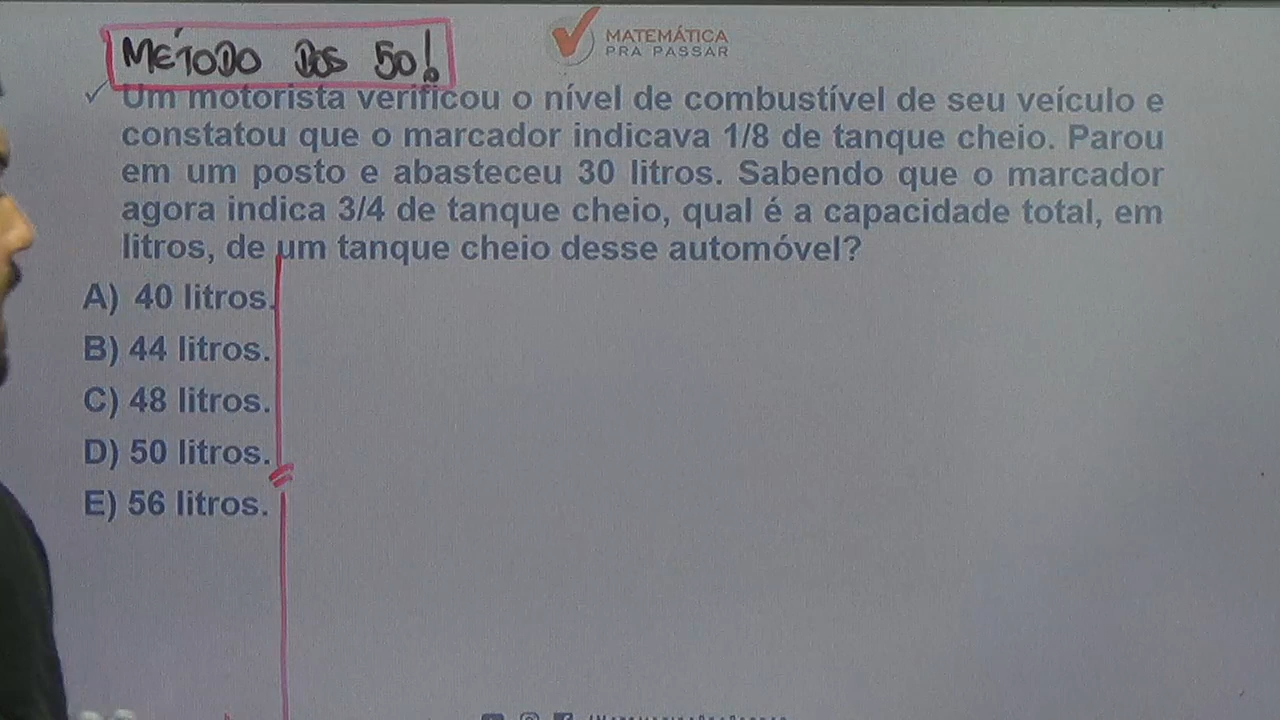 MÉTODO DOS 50!
MATEMÁTICA
PRA PASSAR
✓ Um motorista verificou o nível de combustível de seu veículo e
constatou que o marcador indicava 1/8 de tanque cheio. Parou
em um posto e abasteceu 30 litros. Sabendo que o marcador
agora indica 3/4 de tanque cheio, qual é a capacidade total, em
litros, de um tanque cheio desse automóvel?
A) 40 litros.
B) 44 litros.
C) 48 litros.
D) 50 litros.
E) 56 litros.